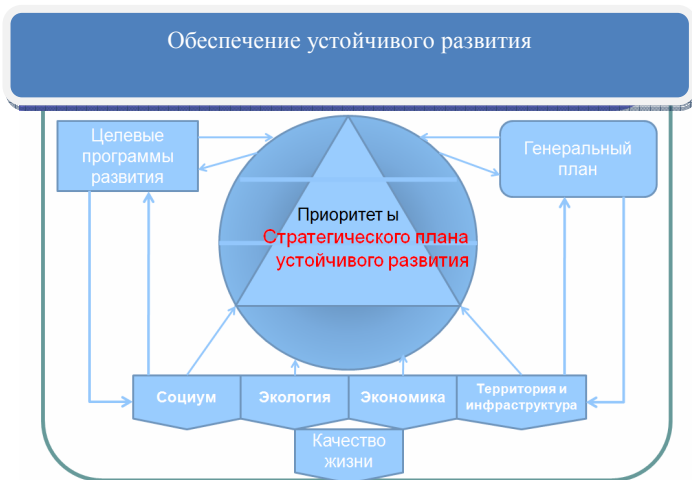 Обеспечение устойчивого развития
Целевые
программы
развития
Генеральный
план
Приоритет ы
Стратегического плана
устойчивого развития
Социум
Экология
Экономика
Территория и
инфраструктура
Качество
жизни